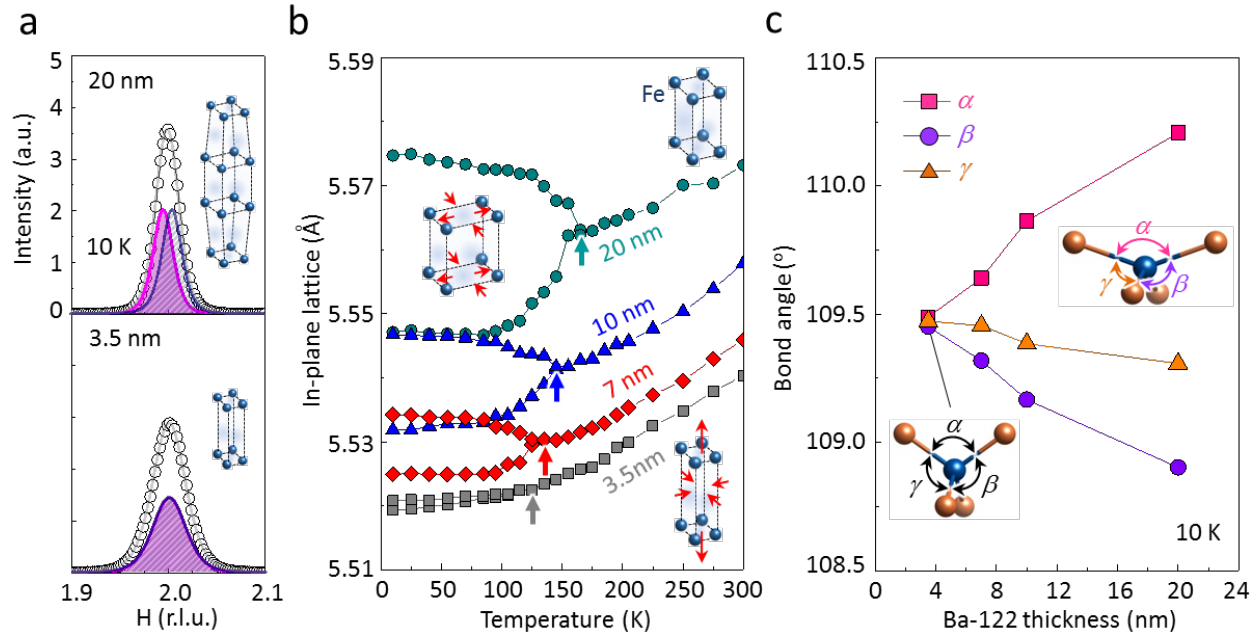 a
5
4
3
2
1
0
Intensity (a.u.)
20 nm
10 K
3.5 nm
1.9
2.0
2.1
H (r.l.u.)
b
5.59
5.57
5.55
5.53
5.51
In-plane lattice (Å)
Fe
20 nm
10 nm
7 nm
3.5nm
0
50
100
150
200
250
300
Temperature (K)
c
110.5
110.0
109.5
109.0
108.5
Bond angle (º)
α
β
γ
α
γ
β
α
γ
β
10 K
0
4
8
12
16
20
24
Ba-122 thickness (nm)